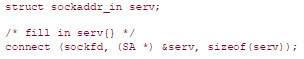 struct sockaddr_in serv;
/* fill in serv{} */
connect (sockfd, (SA *) &serv, sizeof(serv));